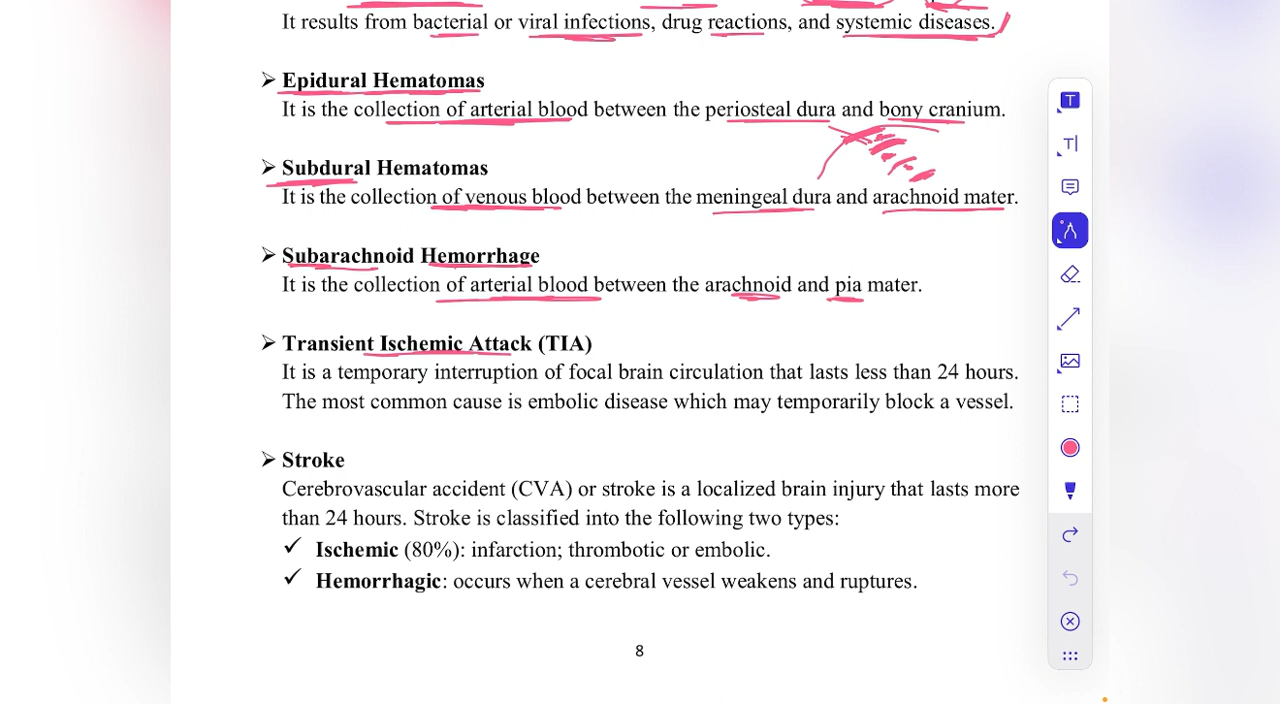 It results from bacterial or viral infections, drug reactions, and systemic diseases.
➢ Epidural Hematomas
It is the collection of arterial blood between the periosteal dura and bony cranium.
➢ Subdural Hematomas
It is the collection of venous blood between the meningeal dura and arachnoid mater.
➢ Subarachnoid Hemorrhage
It is the collection of arterial blood between the arachnoid and pia mater.
➢ Transient Ischemic Attack (TIA)
It is a temporary interruption of focal brain circulation that lasts less than 24 hours.
The most common cause is embolic disease which may temporarily block a vessel.
➢ Stroke
Cerebrovascular accident (CVA) or stroke is a localized brain injury that lasts more
than 24 hours. Stroke is classified into the following two types:
✓ Ischemic (80%): infarction; thrombotic or embolic.
✓ Hemorrhagic: occurs when a cerebral vessel weakens and ruptures.
8